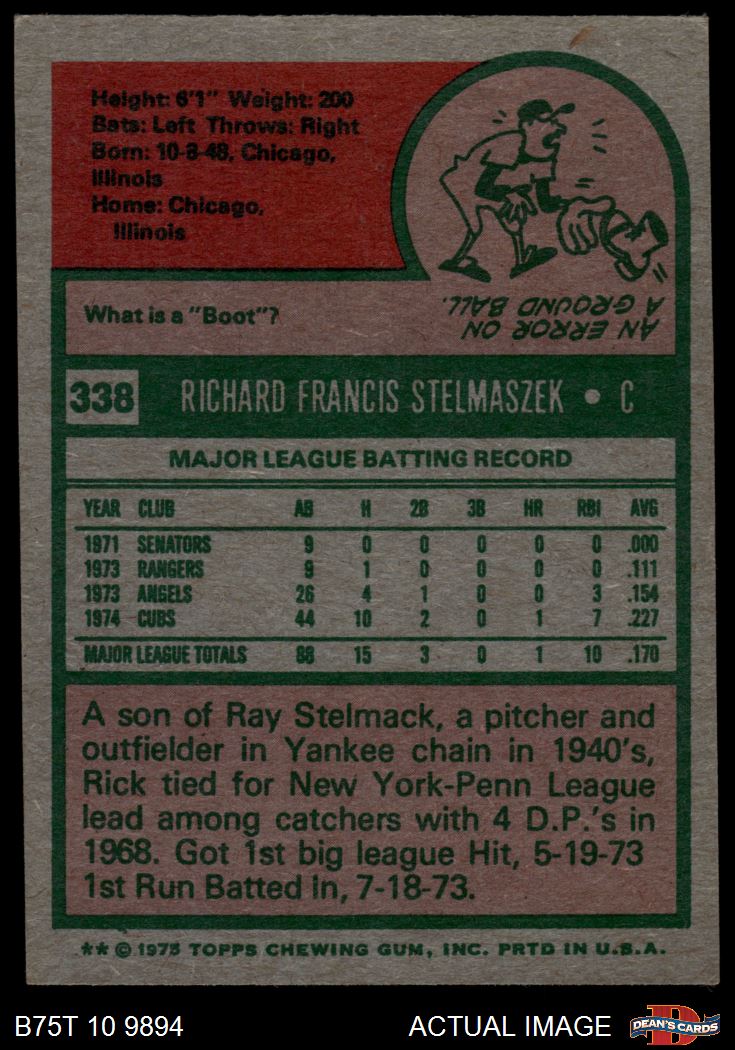 Height: 6'1" Weight: 200
Bats: Left Throws: Right
Born: 10-8-48, Chicago,
Illinois
Home: Chicago,
Illinois
What is a "Boot"?
AN ERROR ON
A GROUND BALL.
338 RICHARD FRANCIS STELMASZEK • C
MAJOR LEAGUE BATTING RECORD
YEAR CLUB AB H 2B 3B HR RBI AVG
1971 SENATORS 9 0 0 0 0 0 .000
1973 RANGERS 9 1 0 0 0 0 .111
1973 ANGELS 26 4 1 0 0 3 .154
1974 CUBS 44 10 2 0 1 7 .227
MAJOR LEAGUE TOTALS 88 15 3 0 1 10 .170
A son of Ray Stelmack, a pitcher and
outfielder in Yankee chain in 1940's,
Rick tied for New York-Penn League
lead among catchers with 4 D.P.'s in
1968. Got 1st big league Hit, 5-19-73
1st Run Batted In, 7-18-73.
** © 1975 TOPPS CHEWING GUM, INC. PRTD IN U.S.A.
B75T 10 9894 ACTUAL IMAGE D DEAN'S CARDS